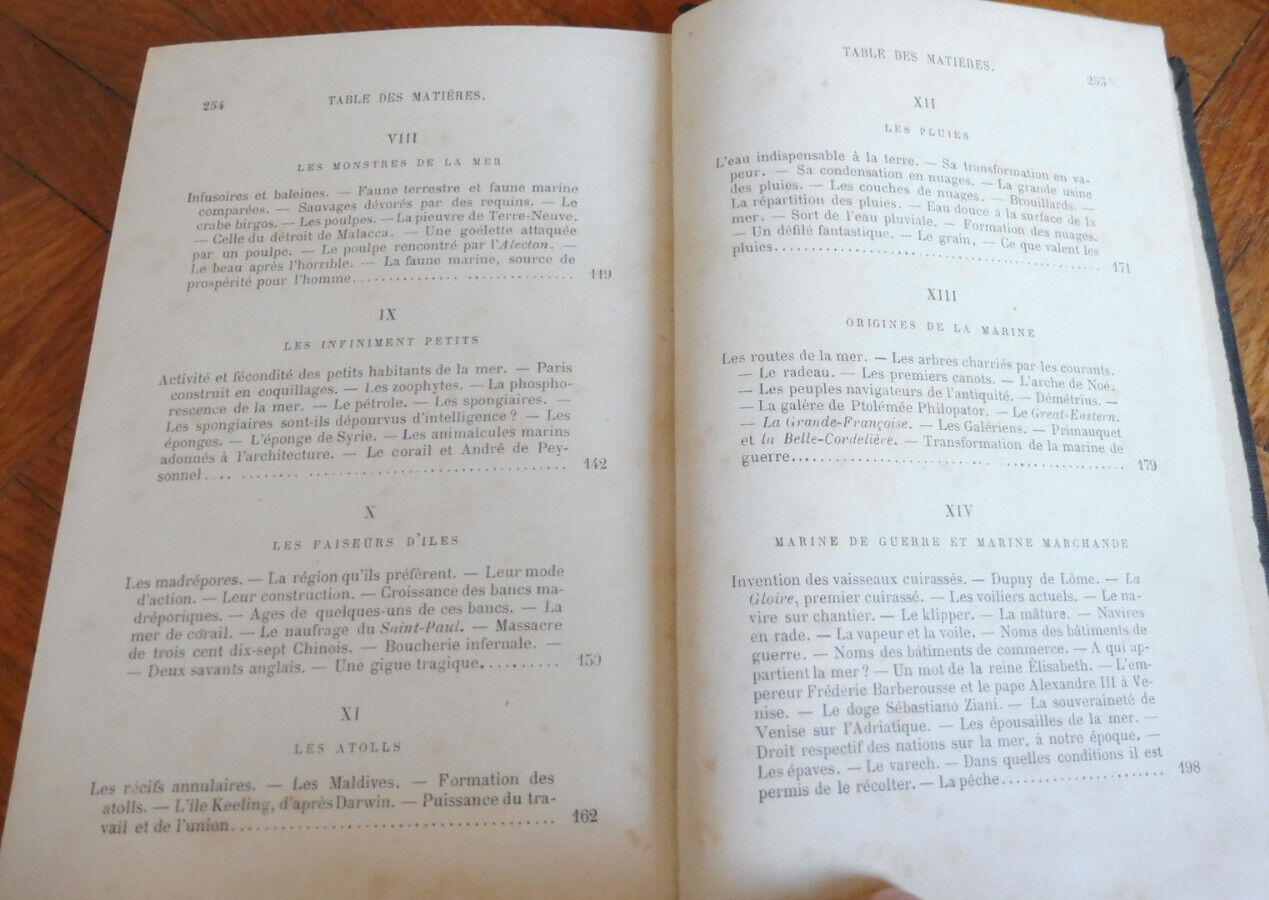 254
TABLE DES MATIÈRES.
VIII
LES MONSTRES DE LA MER
Infusoires et baleines. — Faune terrestre et faune marine
comparées. — Sauvages dévorés par des requins. — Le
crabe birgos. — Les poulpes. — La pieuvre de Terre-Neuve.
— Celle du détroit de Malacca. — Une goëlette attaquée
par un poulpe. — Le poulpe rencontré par l'Alecton. —
Le beau après l'horrible. — La faune marine, source de
prospérité pour l'homme.................. 119
IX
LES INFINIMENT PETITS
Activité et fécondité des petits habitants de la mer. — Paris
construit en coquillages. — Les zoophytes. — La phospho-
rescence de la mer. — Le pétrole. — Les spongiaires. —
Les spongiaires sont-ils dépourvus d'intelligence ? — Les
éponges. — L'éponge de Syrie. — Les animalcules marins
adonnés à l'architecture. — Le corail et André de Pey-
sonnel.................. 142
X
LES FAISEURS D'ILES
Les madrépores. — La région qu'ils préfèrent. — Leur mode
d'action. — Leur construction. — Croissance des bancs ma-
dréporiques. — Ages de quelques-uns de ces bancs. — La
mer de corail. — Le naufrage du Saint-Paul. — Massacre
de trois cent dix-sept Chinois. — Boucherie infernale. —
— Deux savants anglais. — Une gigue tragique.......... 150
XI
LES ATOLLS
Les récifs annulaires. — Les Maldives. — Formation des
atolls. — L'île Keeling, d'après Darwin. — Puissance du tra-
vail et de l'union.................. 162
TABLE DES MATIÈRES.
255
XII
LES PLUIES
L'eau indispensable à la terre. — Sa transformation en va-
peur. — Sa condensation en nuages. — La grande usine
des pluies. — Les couches de nuages. — Brouillards. —
La répartition des pluies. — Eau douce à la surface de la
mer. — Sort de l'eau pluviale. — Formation des nuages.
— Un défilé fantastique. — Le grain. — Ce que valent les
pluies.................. 171
XIII
ORIGINES DE LA MARINE
Les routes de la mer. — Les arbres charriés par les courants.
— Le radeau. — Les premiers canots. — L'arche de Noé.
— Les peuples navigateurs de l'antiquité. — Démétrius. —
— La galère de Ptolémée Philopator. — Le Great-Eastern.
— La Grande-Françoise. — Les Galériens. — Primauquet
et la Belle-Cordelière. — Transformation de la marine de
guerre.................. 179
XIV
MARINE DE GUERRE ET MARINE MARCHANDE
Invention des vaisseaux cuirassés. — Dupuy de Lôme. — La
Gloire, premier cuirassé. — Les voiliers actuels. — Le na-
vire sur chantier. — Le klipper. — La mâture. — Navires
en rade. — La vapeur et la voile. — Noms des bâtiments de
guerre. — Noms des bâtiments de commerce. — A qui ap-
partient la mer ? — Un mot de la reine Élisabeth. — L'em-
pereur Frédéric Barberousse et le pape Alexandre III à Ve-
nise. — Le doge Sébastiano Ziani. — La souveraineté de
Venise sur l'Adriatique. — Les épousailles de la mer. —
Droit respectif des nations sur la mer, à notre époque. —
Les épaves. — Le varech. — Dans quelles conditions il est
permis de le récolter. — La pêche.................. 198